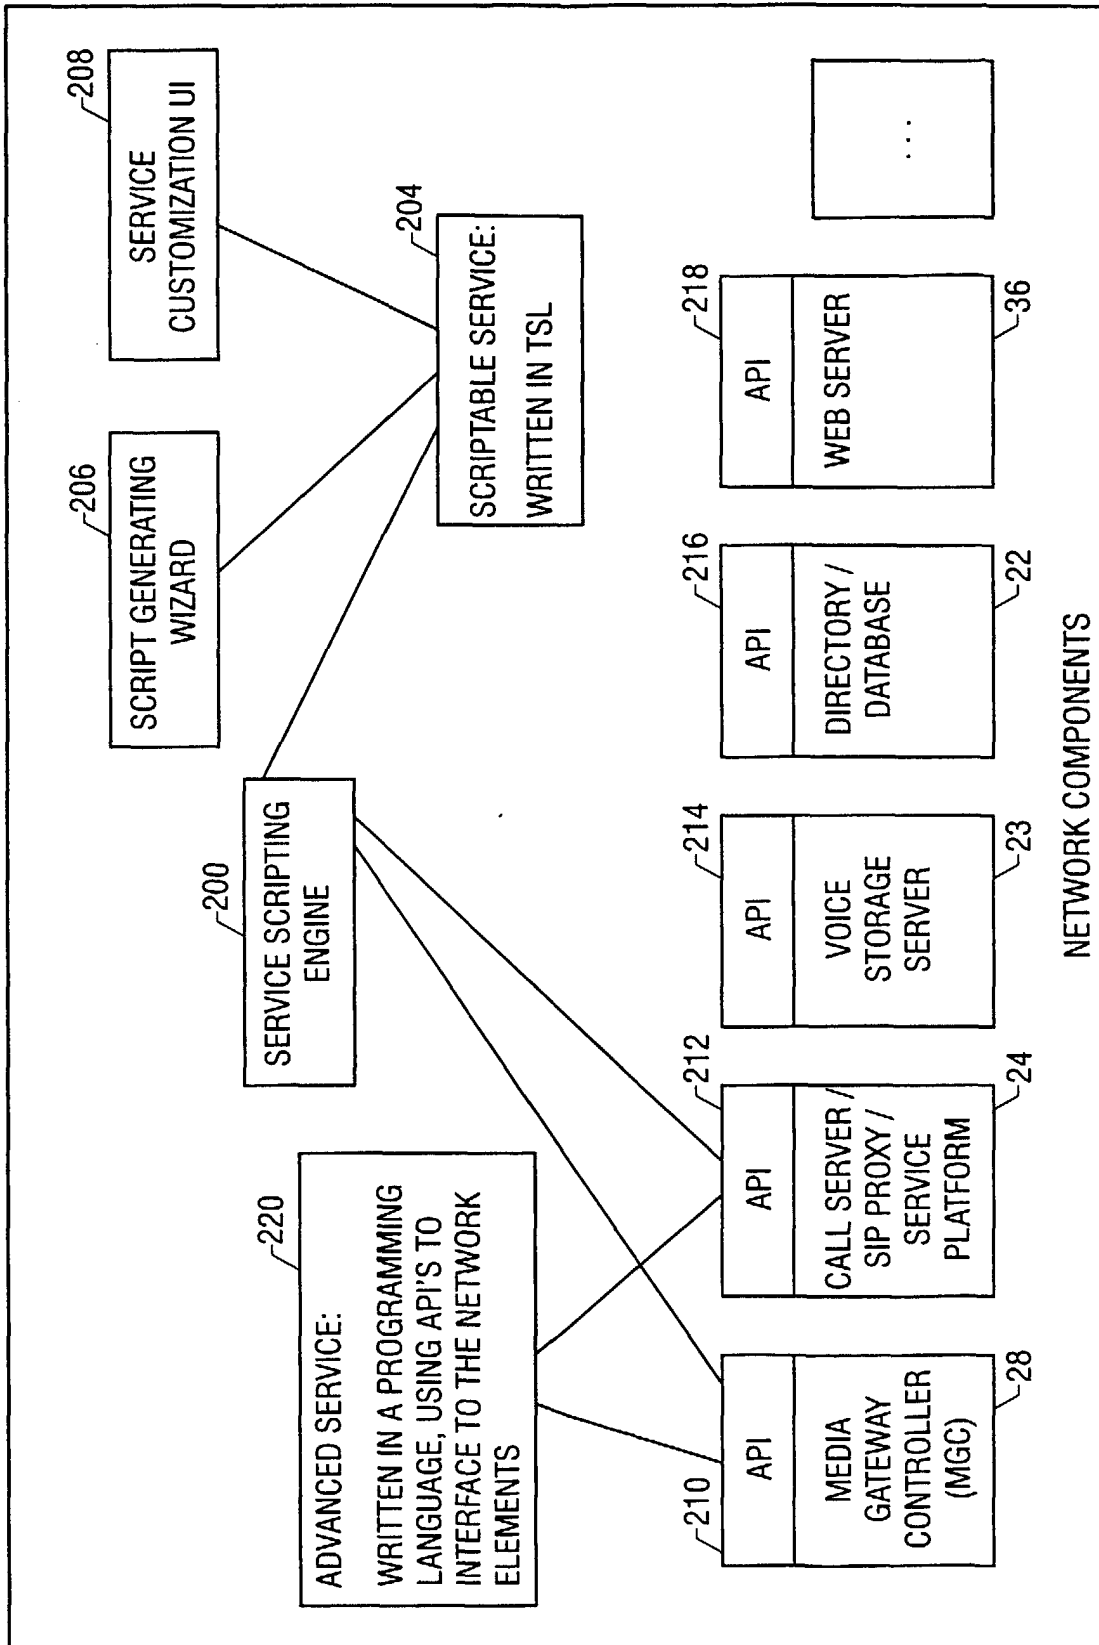 208
SERVICE
CUSTOMIZATION UI
206
SCRIPT GENERATING
WIZARD
204
SCRIPTABLE SERVICE:
WRITTEN IN TSL
200
SERVICE SCRIPTING
ENGINE
220
ADVANCED SERVICE:
WRITTEN IN A PROGRAMMING
LANGUAGE, USING API'S TO
INTERFACE TO THE NETWORK
ELEMENTS
210
API
MEDIA
GATEWAY
CONTROLLER
(MGC)
28
212
API
CALL SERVER /
SIP PROXY /
SERVICE
PLATFORM
24
214
API
VOICE
STORAGE
SERVER
23
216
API
DIRECTORY /
DATABASE
22
218
API
WEB SERVER
36
...
NETWORK COMPONENTS